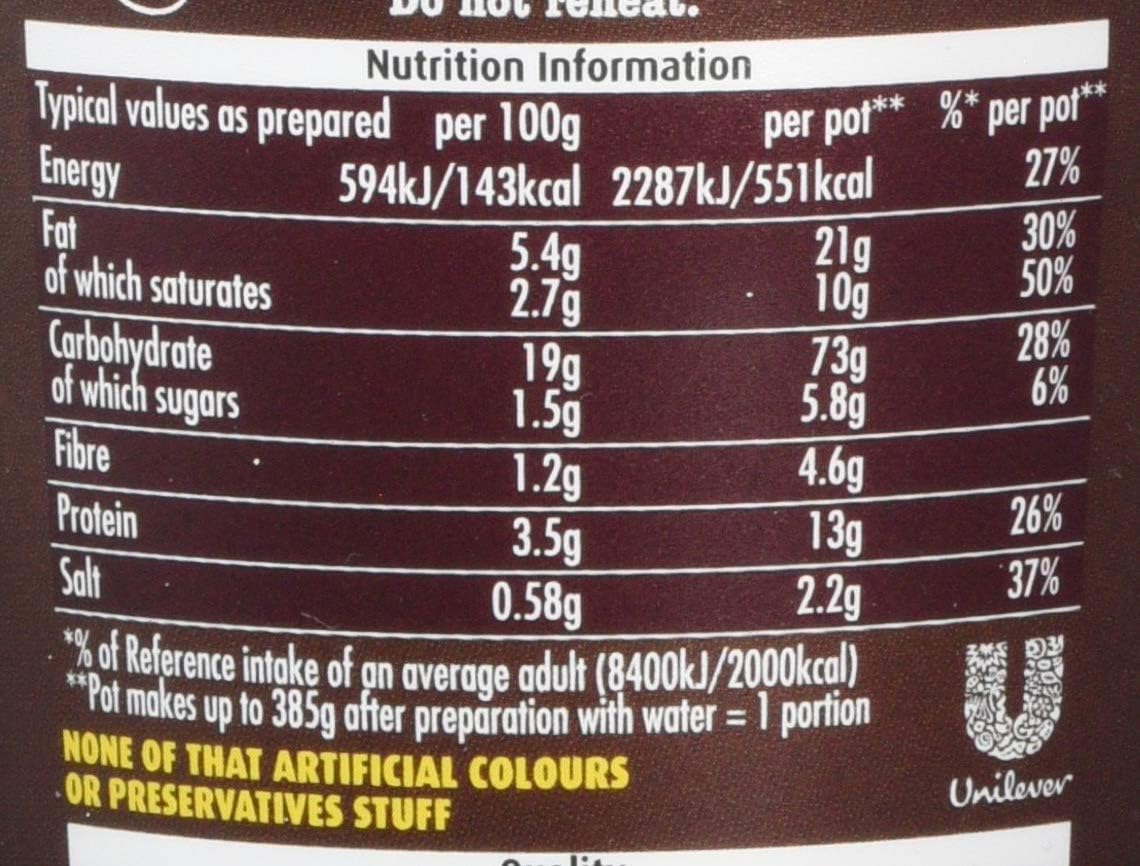 Do not reheat.
Nutrition Information
Typical values as prepared per 100g per pot** %* per pot**
Energy 594kJ/143kcal 2287kJ/551kcal 27%
Fat 5.4g 21g 30%
of which saturates 2.7g 10g 50%
Carbohydrate 19g 73g 28%
of which sugars 1.5g 5.8g 6%
Fibre 1.2g 4.6g
Protein 3.5g 13g 26%
Salt 0.58g 2.2g 37%
*% of Reference intake of an average adult (8400kJ/2000kcal)
**Pot makes up to 385g after preparation with water = 1 portion
NONE OF THAT ARTIFICIAL COLOURS
OR PRESERVATIVES STUFF
Unilever
Quality